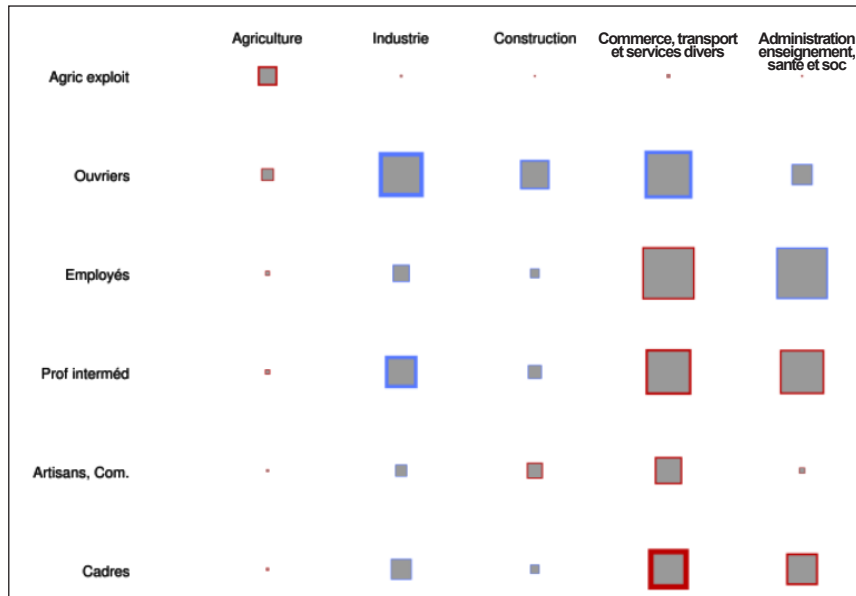 Agriculture
Industrie
Construction
Commerce, transport
et services divers
Administration,
enseignement,
santé et soc
Agric exploit
Ouvriers
Employés
Prof interméd
Artisans, Com.
Cadres